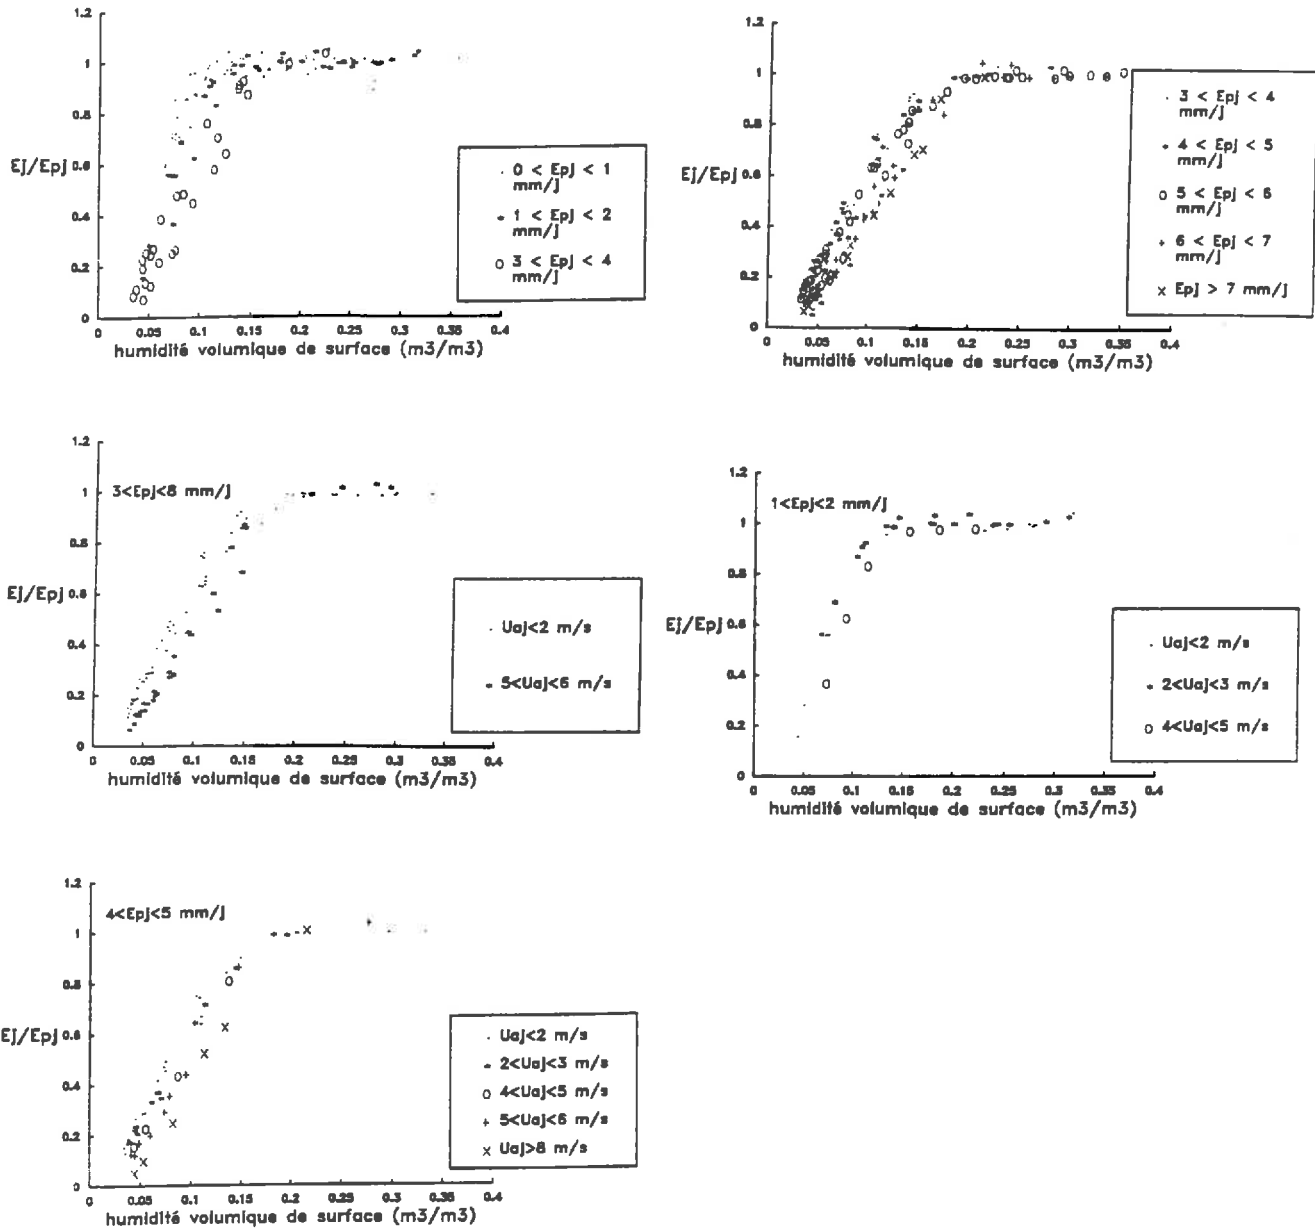 1.2
1
0.8
Ej/Epj 0.6
0.4
0.2
0
0 0.05 0.1 0.15 0.2 0.25 0.3 0.35 0.4
humidité volumique de surface (m3/m3)
0 < Epj < 1
mm/j
1 < Epj < 2
mm/j
3 < Epj < 4
mm/j
1.2
1
0.8
Ej/Epj 0.6
0.4
0.2
0
0 0.05 0.1 0.15 0.2 0.25 0.3 0.35 0.4
humidité volumique de surface (m3/m3)
3 < Epj < 4
mm/j
4 < Epj < 5
mm/j
5 < Epj < 6
mm/j
6 < Epj < 7
mm/j
Epj > 7 mm/j
1.2
1
3<Epj<8 mm/j
0.8
Ej/Epj 0.6
0.4
0.2
0
0 0.05 0.1 0.15 0.2 0.25 0.3 0.35 0.4
humidité volumique de surface (m3/m3)
Uaj<2 m/s
5<Uaj<6 m/s
1.2
1
1<Epj<2 mm/j
0.8
Ej/Epj 0.6
0.4
0.2
0
0 0.05 0.1 0.15 0.2 0.25 0.3 0.35 0.4
humidité volumique de surface (m3/m3)
Uaj<2 m/s
2<Uaj<3 m/s
4<Uaj<5 m/s
1.2
1
4<Epj<5 mm/j
0.8
Ej/Epj 0.6
0.4
0.2
0
0 0.05 0.1 0.15 0.2 0.25 0.3 0.35 0.4
humidité volumique de surface (m3/m3)
Uaj<2 m/s
2<Uaj<3 m/s
4<Uaj<5 m/s
5<Uaj<6 m/s
Uaj>8 m/s